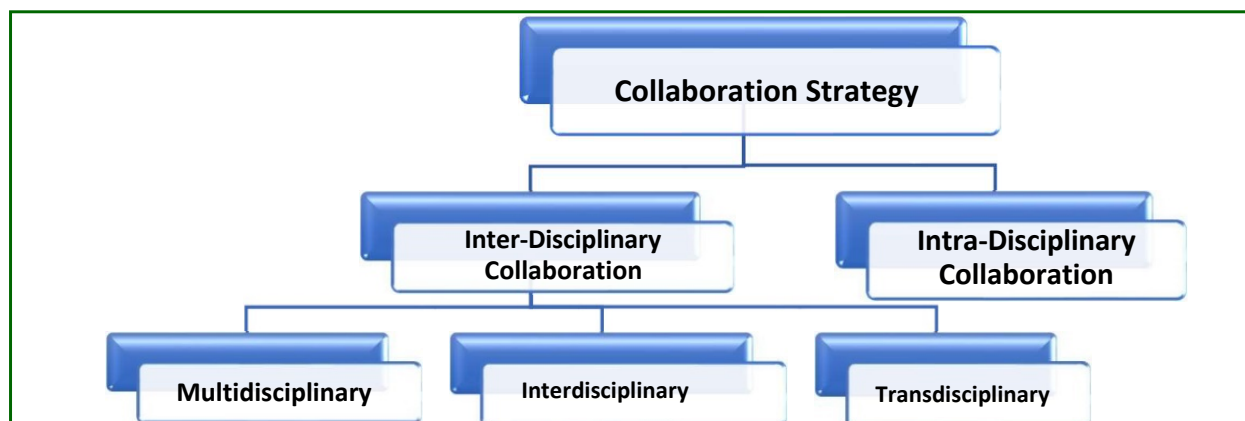 Collaboration Strategy
Inter-Disciplinary
Collaboration
Intra-Disciplinary
Collaboration
Multidisciplinary
Interdisciplinary
Transdisciplinary